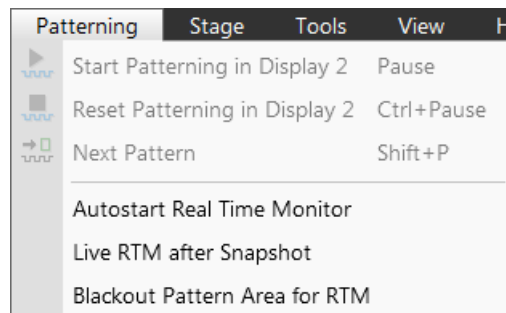 Patterning Stage Tools View H
Start Patterning in Display 2 Pause
Reset Patterning in Display 2 Ctrl+Pause
Next Pattern Shift+P
Autostart Real Time Monitor
Live RTM after Snapshot
Blackout Pattern Area for RTM